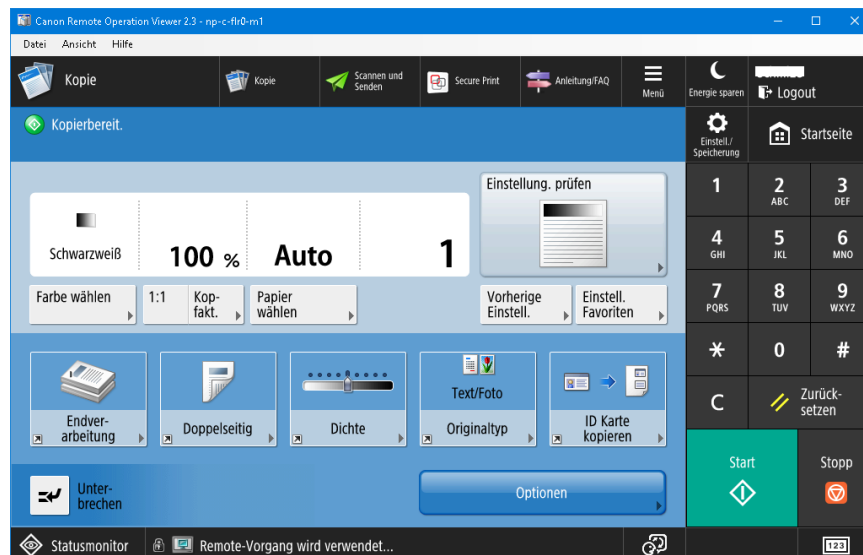 Canon Remote Operation Viewer 2.3 - np-c-flr0-m1
Datei Ansicht Hilfe
Kopie
Kopie
Scannen und
Senden
Secure Print
Anleitung/FAQ
Menü
Energie sparen
Logout
Kopierbereit.
Einstell./
Speicherung
Startseite
Einstellung. prüfen
Schwarzweiß
100 %
Auto
1
Farbe wählen
1:1
Kop-
fakt.
Papier
wählen
Vorherige
Einstell.
Einstell.
Favoriten
Endver-
arbeitung
Doppelseitig
Dichte
Text/Foto
Originaltyp
ID Karte
kopieren
Unter-
brechen
Optionen
1
2
ABC
3
DEF
4
GHI
5
JKL
6
MNO
7
PQRS
8
TUV
9
WXYZ
*
0
#
C
Zurück-
setzen
Start
Stopp
Statusmonitor
Remote-Vorgang wird verwendet...
123